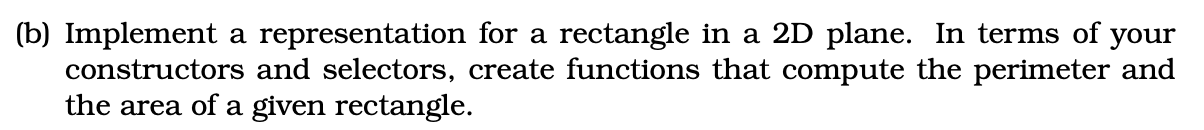 (b) Implement a representation for a rectangle in a 2D plane. In terms of your
constructors and selectors, create functions that compute the perimeter and
the area of a given rectangle.